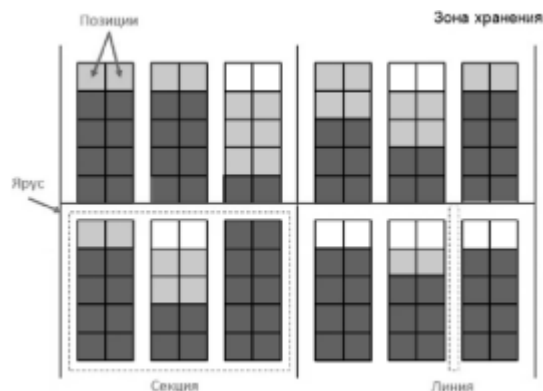 Позиции
Зона хранения
Ярус
Секция
Линия